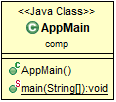 <<Java Class>>
AppMain
comp
AppMain()
main(String[]):void